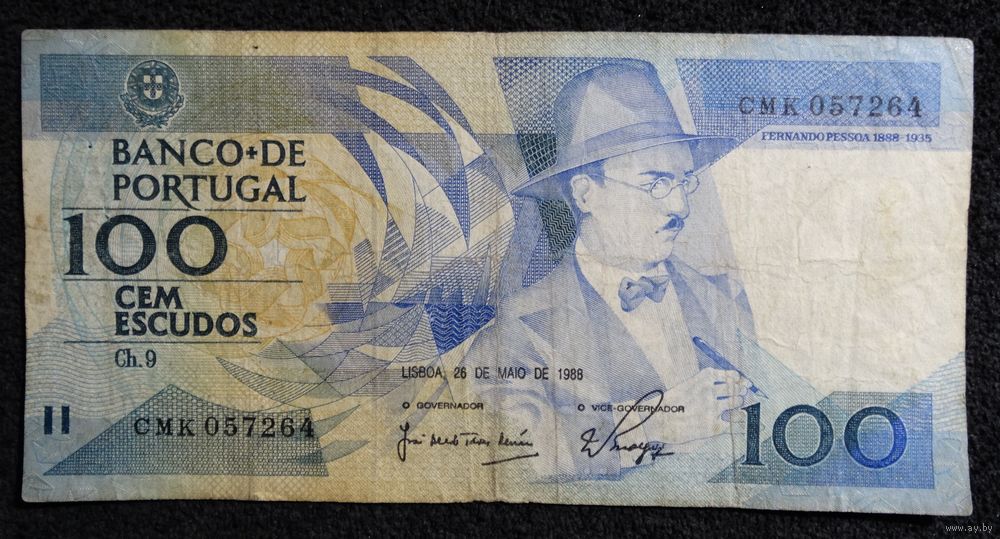 CMK 057264
FERNANDO PESSOA 1888 1935
BANCO+DE
PORTUGAL
100
CEM
ESCUDOS
Ch.9
LISBOA, 26 DE MAIO DE 1988
O GOVERNADOR
O VICE-GOVERNADOR
CMK 057264
100
www.ay.by